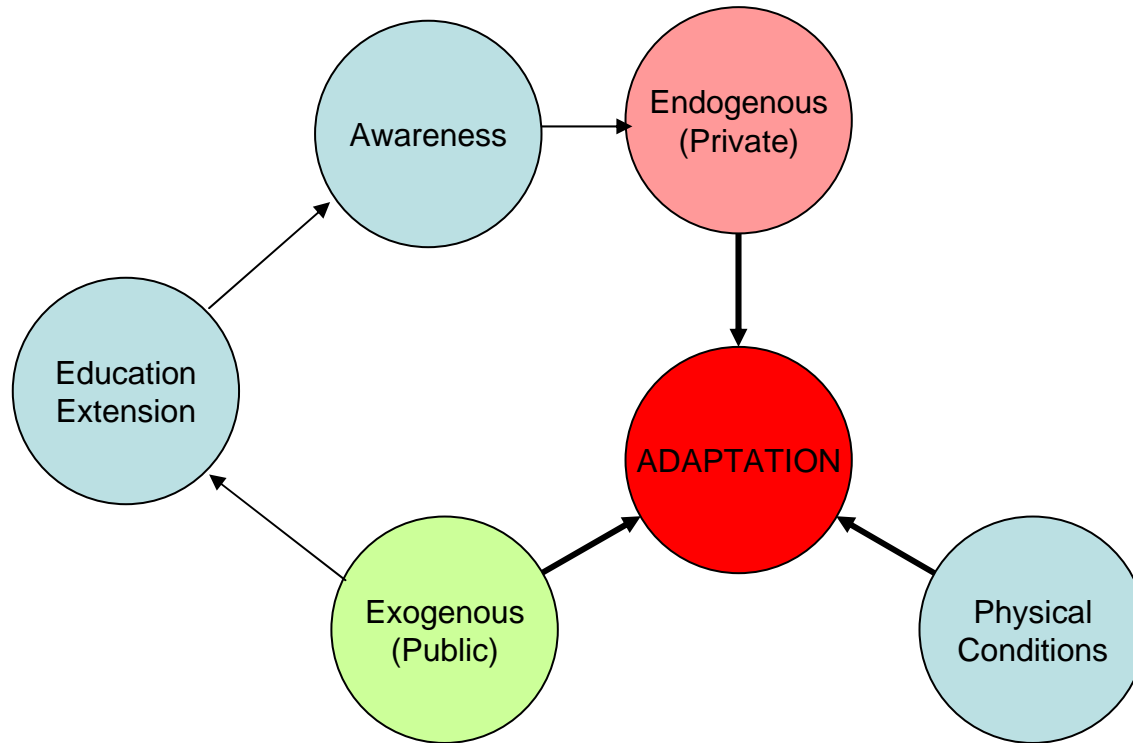 Endogenous
(Private)
Awareness
Education
Extension
ADAPTATION
Exogenous
(Public)
Physical
Conditions